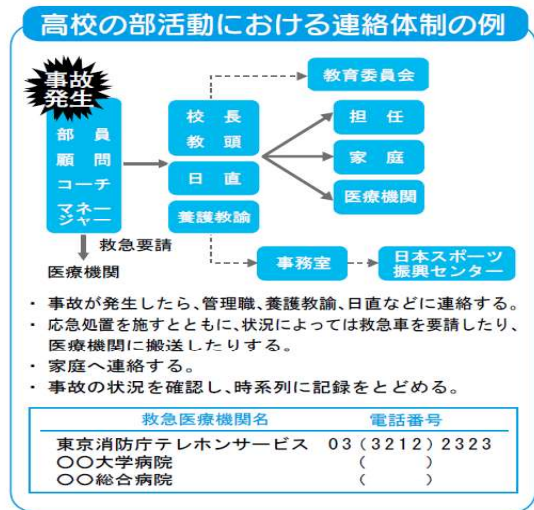 高校の部活動における連絡体制の例
事故
発生
部員
顧問
コーチ
マネー
ジャー
救急要請
医療機関
校長
教頭
日直
養護教諭
教育委員会
担任
家庭
医療機関
事務室
日本スポーツ
振興センター
・ 事故が発生したら、管理職、養護教諭、日直などに連絡する。
・ 応急処置を施すとともに、状況によっては救急車を要請したり、
医療機関に搬送したりする。
・ 家庭へ連絡する。
・ 事故の状況を確認し、時系列に記録をとどめる。
救急医療機関名 電話番号
東京消防庁テレホンサービス 03(3212)2323
〇〇大学病院 ( )
〇〇総合病院 ( )